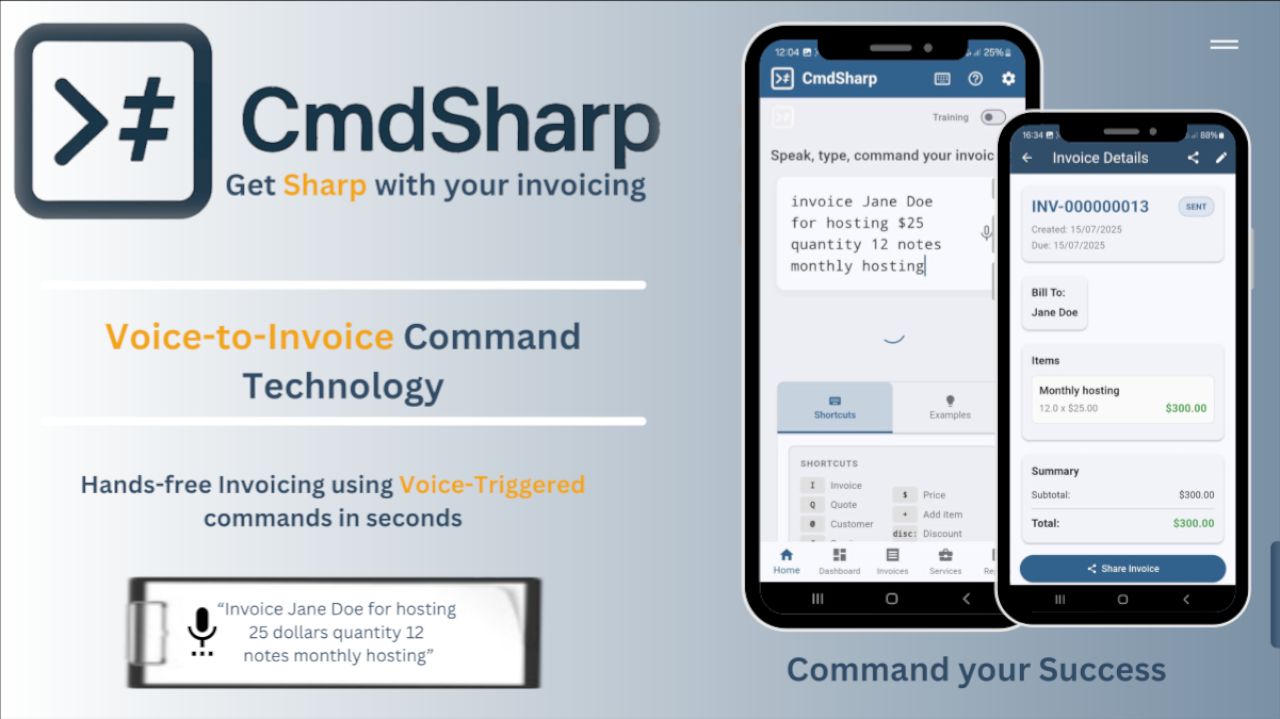 CmdSharp
Get Sharp with your invoicing
Voice-to-Invoice Command
Technology
Hands-free Invoicing using Voice-Triggered
commands in seconds
“Invoice Jane Doe for hosting
25 dollars quantity 12
notes monthly hosting”
12:04
25%
CmdSharp
Training
Speak, type, command your invoic
invoice Jane Doe
for hosting $25
quantity 12 notes
monthly hosting
Shortcuts
Examples
SHORTCUTS
I Invoice
Q Quote
@ Customer
$ Price
+ Add item
disc: Discount
Home
Dashboard
Invoices
Services
Re
16:34
88%
Invoice Details
INV-000000013
SENT
Created: 15/07/2025
Due: 15/07/2025
Bill To:
Jane Doe
Items
Monthly hosting
12.0 x $25.00
$300.00
Summary
Subtotal: $300.00
Total: $300.00
Share Invoice
Command your Success